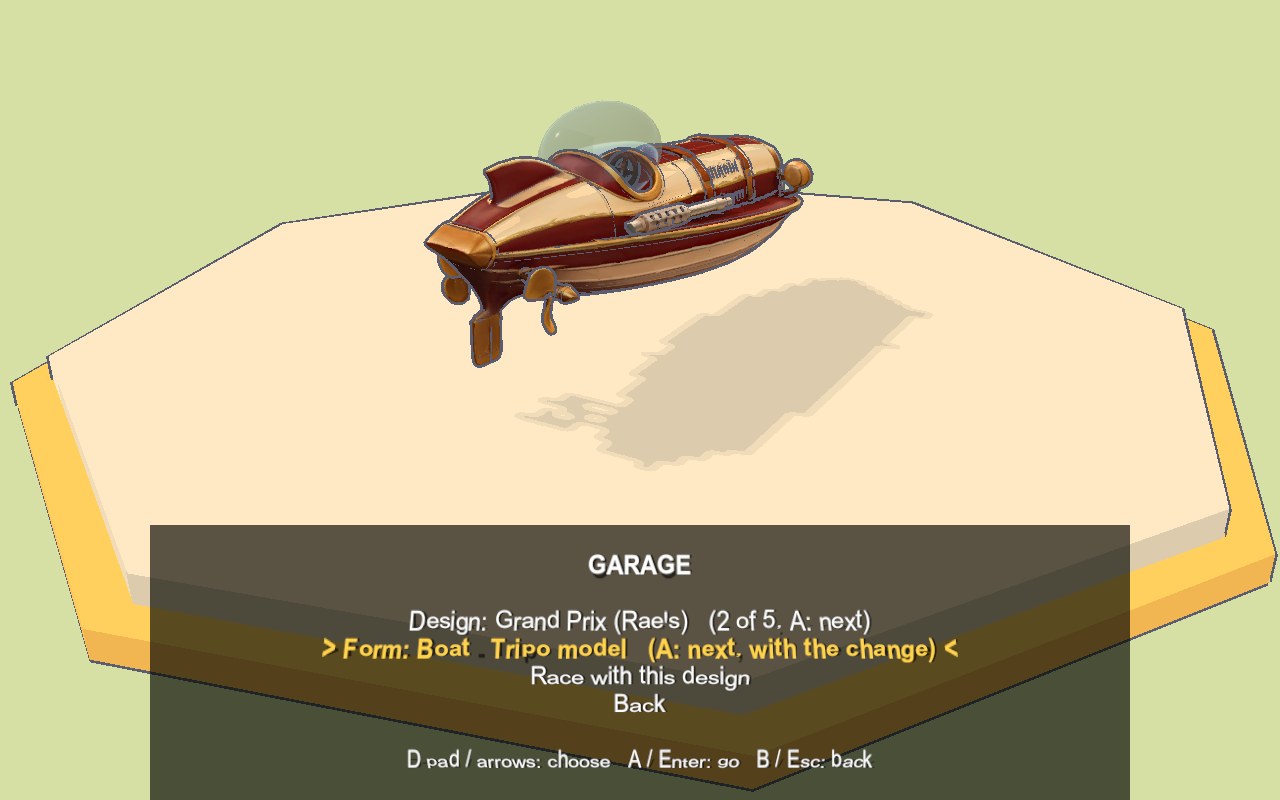 GARAGE
Design: Grand Prix (Rae's) (2 of 5. A: next)
> Form: Boat - Tripo model (A: next, with the change) <
Race with this design
Back
D pad / arrows: choose A / Enter: go B / Esc: back